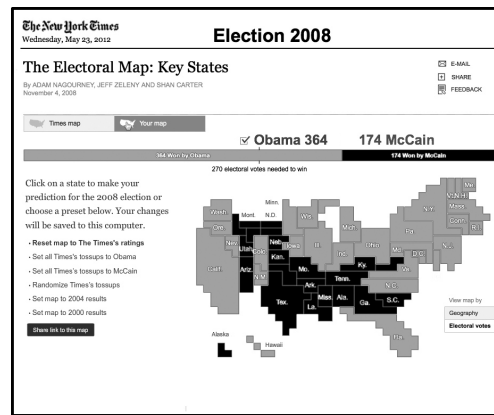 The New York Times
Wednesday, May 23, 2012
Election 2008
The Electoral Map: Key States
By ADAM NAGOURNEY, JEFF ZELENY AND SHAN CARTER
November 4, 2008
E-MAIL
SHARE
FEEDBACK
Times map
Your map
Obama 364
174 McCain
364 Won by Obama
174 Won by McCain
270 electoral votes needed to win
Click on a state to make your
prediction for the 2008 election or
choose a preset below. Your changes
will be saved to this computer.
• Reset map to The Times's ratings
• Set all Times's tossups to Obama
• Set all Times's tossups to McCain
• Randomize Times's tossups
• Set map to 2004 results
• Set map to 2000 results
Share link to this map
Me.
Vt. N.H.
Minn.
Wash.
Mont.
N.D.
Wis.
N.Y.
Mass.
Ore.
Mich.
Conn.
R.I.
Pa.
Nev.
Utah
Colo.
Neb.
Iowa
Ill.
Ind.
Ohio
N.J.
Md.
D.C.
Kan.
Calif.
Ariz.
N.M.
Mo.
Ky.
Va.
Ark.
Tenn.
N.C.
Tex.
La.
Miss.
Ala.
Ga.
S.C.
Fla.
Alaska
Hawaii
View map by
Geography
Electoral votes